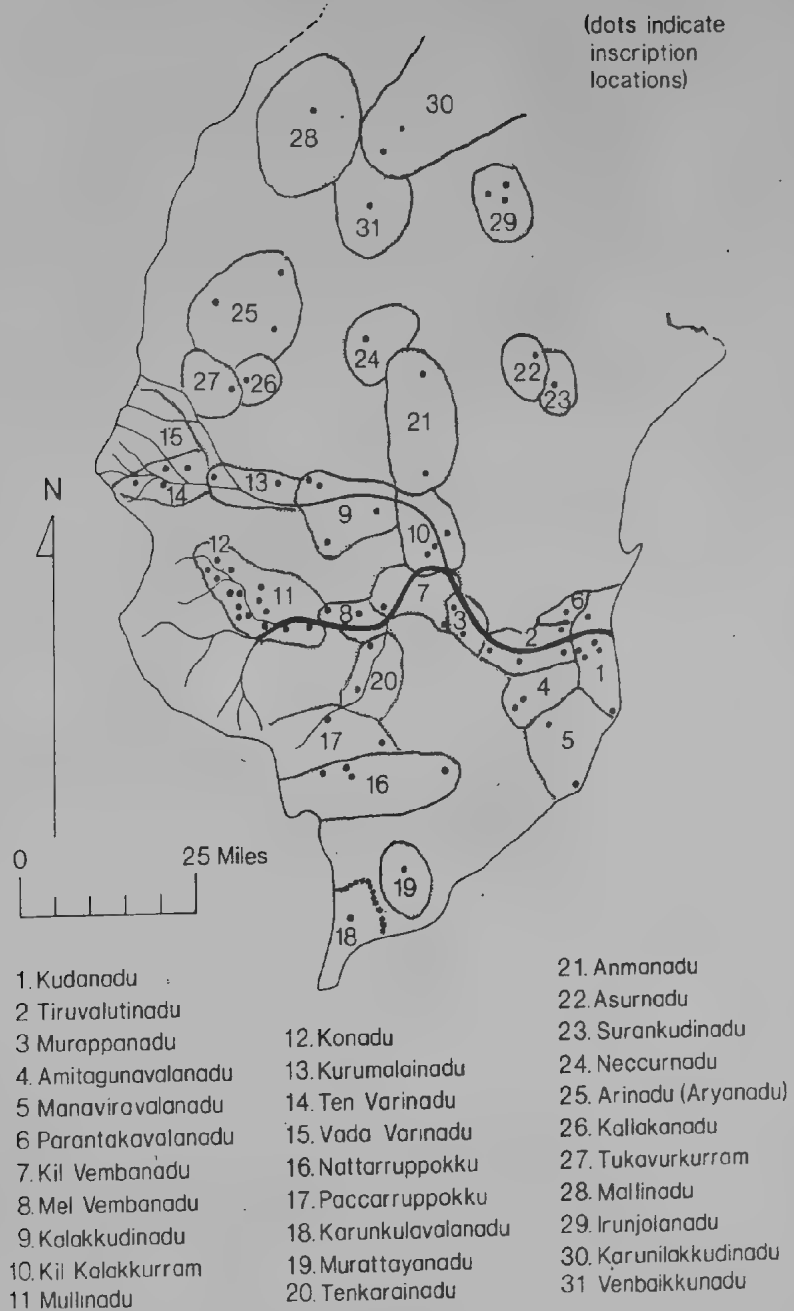 (dots indicate
inscription
locations)
28
30
31
29
25
24
22
27
26
23
21
15
N
13
14
9
12
10
11
7
6
8
3
2
1
20
4
17
5
16
0
25 Miles
19
18
1. Kudanadu
2 Tiruvalutinadu
3 Murappanadu
4. Amitagunavalanadu
5 Manaviravalanadu
6 Parantakavalanadu
7. Kil Vembanadu
8. Mel Vembanadu
9. Kalakkudinadu
10. Kil Kalakkurram
11 Mullinadu
12. Konadu
13. Kurumalainadu
14. Ten Varinadu
15. Vada Varinadu
16. Nattarruppokku
17. Paccarruppokku
18. Karunkulavalanadu
19. Murattayanadu
20. Tenkarainadu
21. Anmanadu
22. Asurnadu
23. Surankudinadu
24. Neccurnadu
25. Arinadu (Aryanadu)
26. Kallakanadu
27. Tukavurkurram
28. Mallinadu
29. Irunjolanadu
30. Karunilakkudinadu
31 Venbaikkunadu